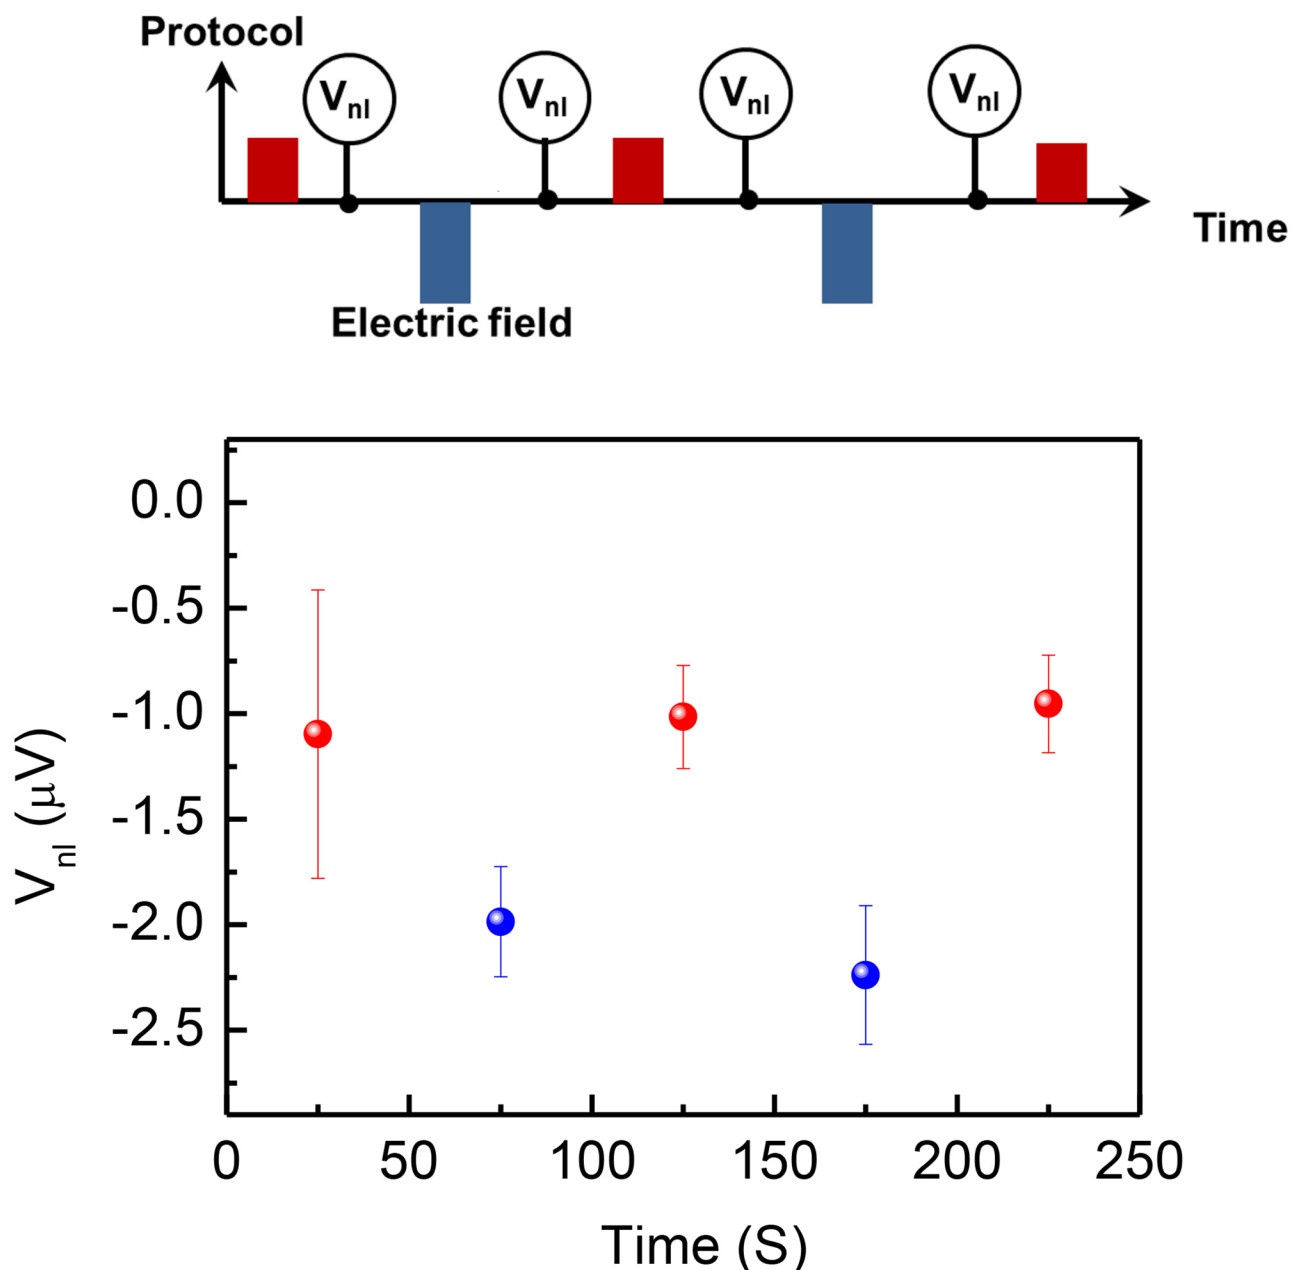 Protocol
Vnl Vnl Vnl Vnl
Time
Electric field
0.0
-0.5
-1.0
-1.5
-2.0
-2.5
Vnl (μV)
0 50 100 150 200 250
Time (S)